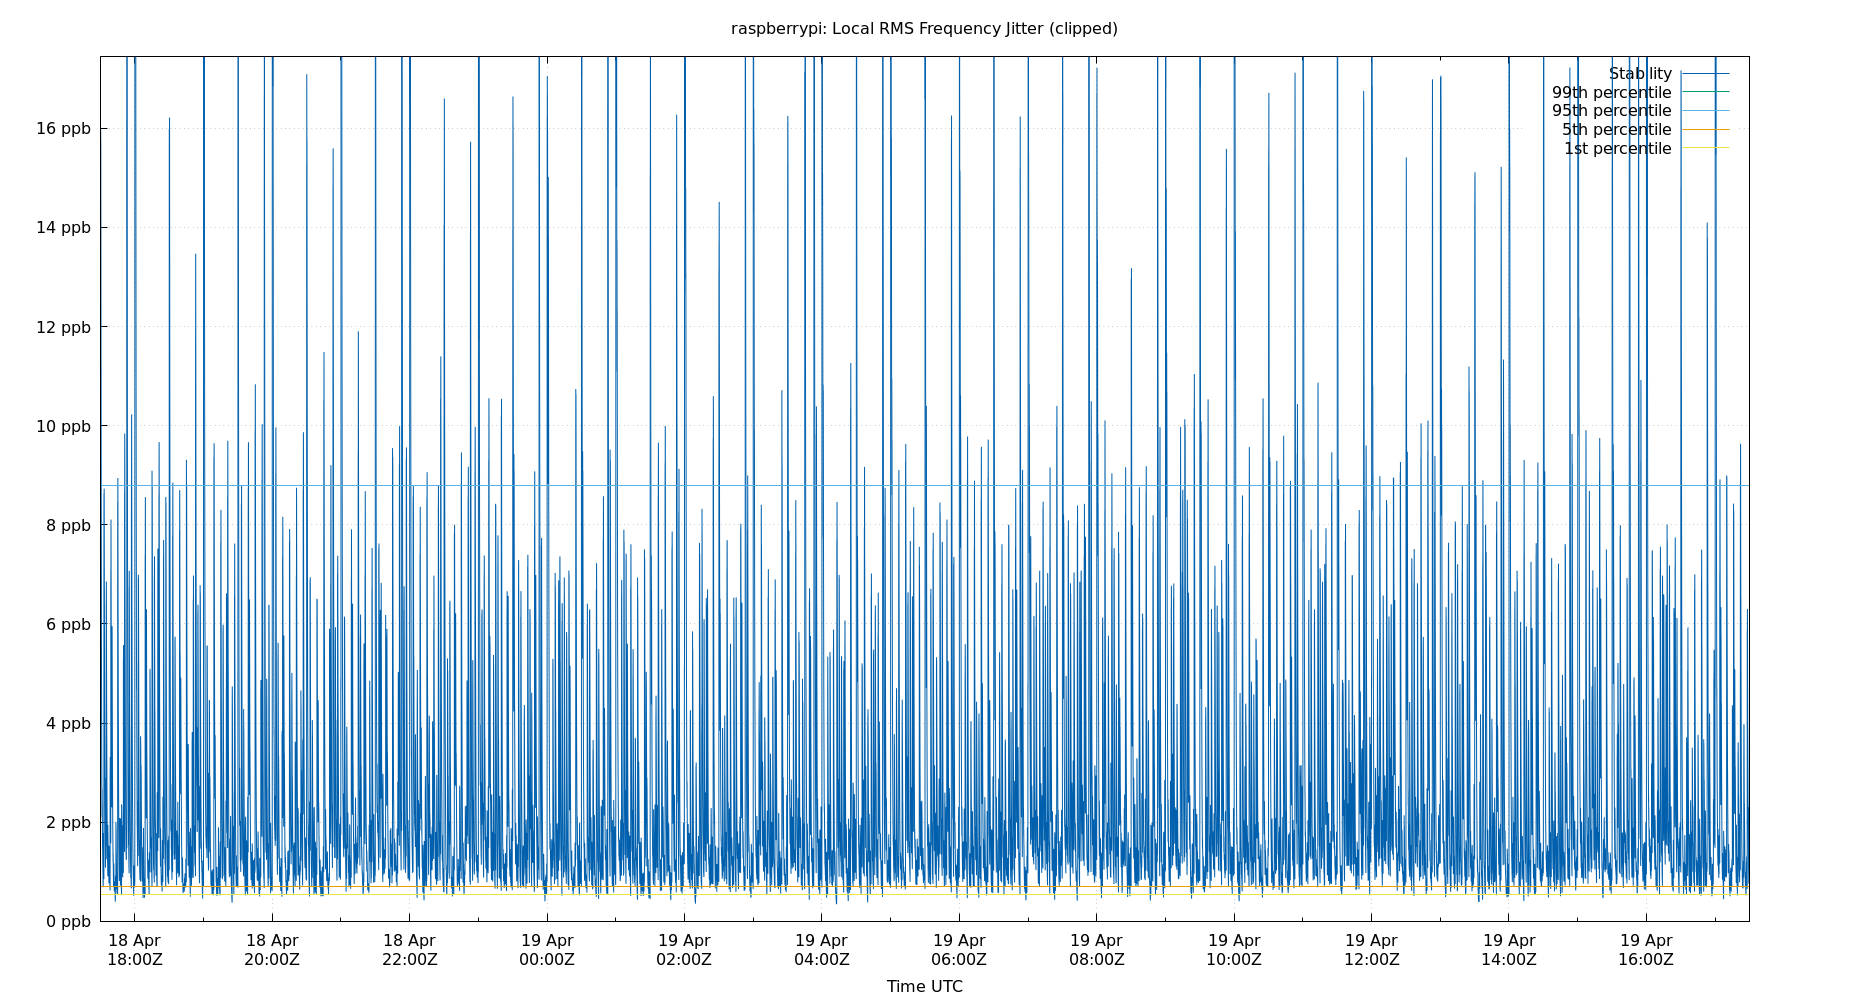 raspberrypi: Local RMS Frequency Jitter (clipped)
Stability
99th percentile
95th percentile
5th percentile
1st percentile
16 ppb
14 ppb
12 ppb
10 ppb
8 ppb
6 ppb
4 ppb
2 ppb
0 ppb
18 Apr 18 Apr 18 Apr 19 Apr 19 Apr 19 Apr 19 Apr 19 Apr 19 Apr 19 Apr 19 Apr 19 Apr
18:00Z 20:00Z 22:00Z 00:00Z 02:00Z 04:00Z 06:00Z 08:00Z 10:00Z 12:00Z 14:00Z 16:00Z
Time UTC